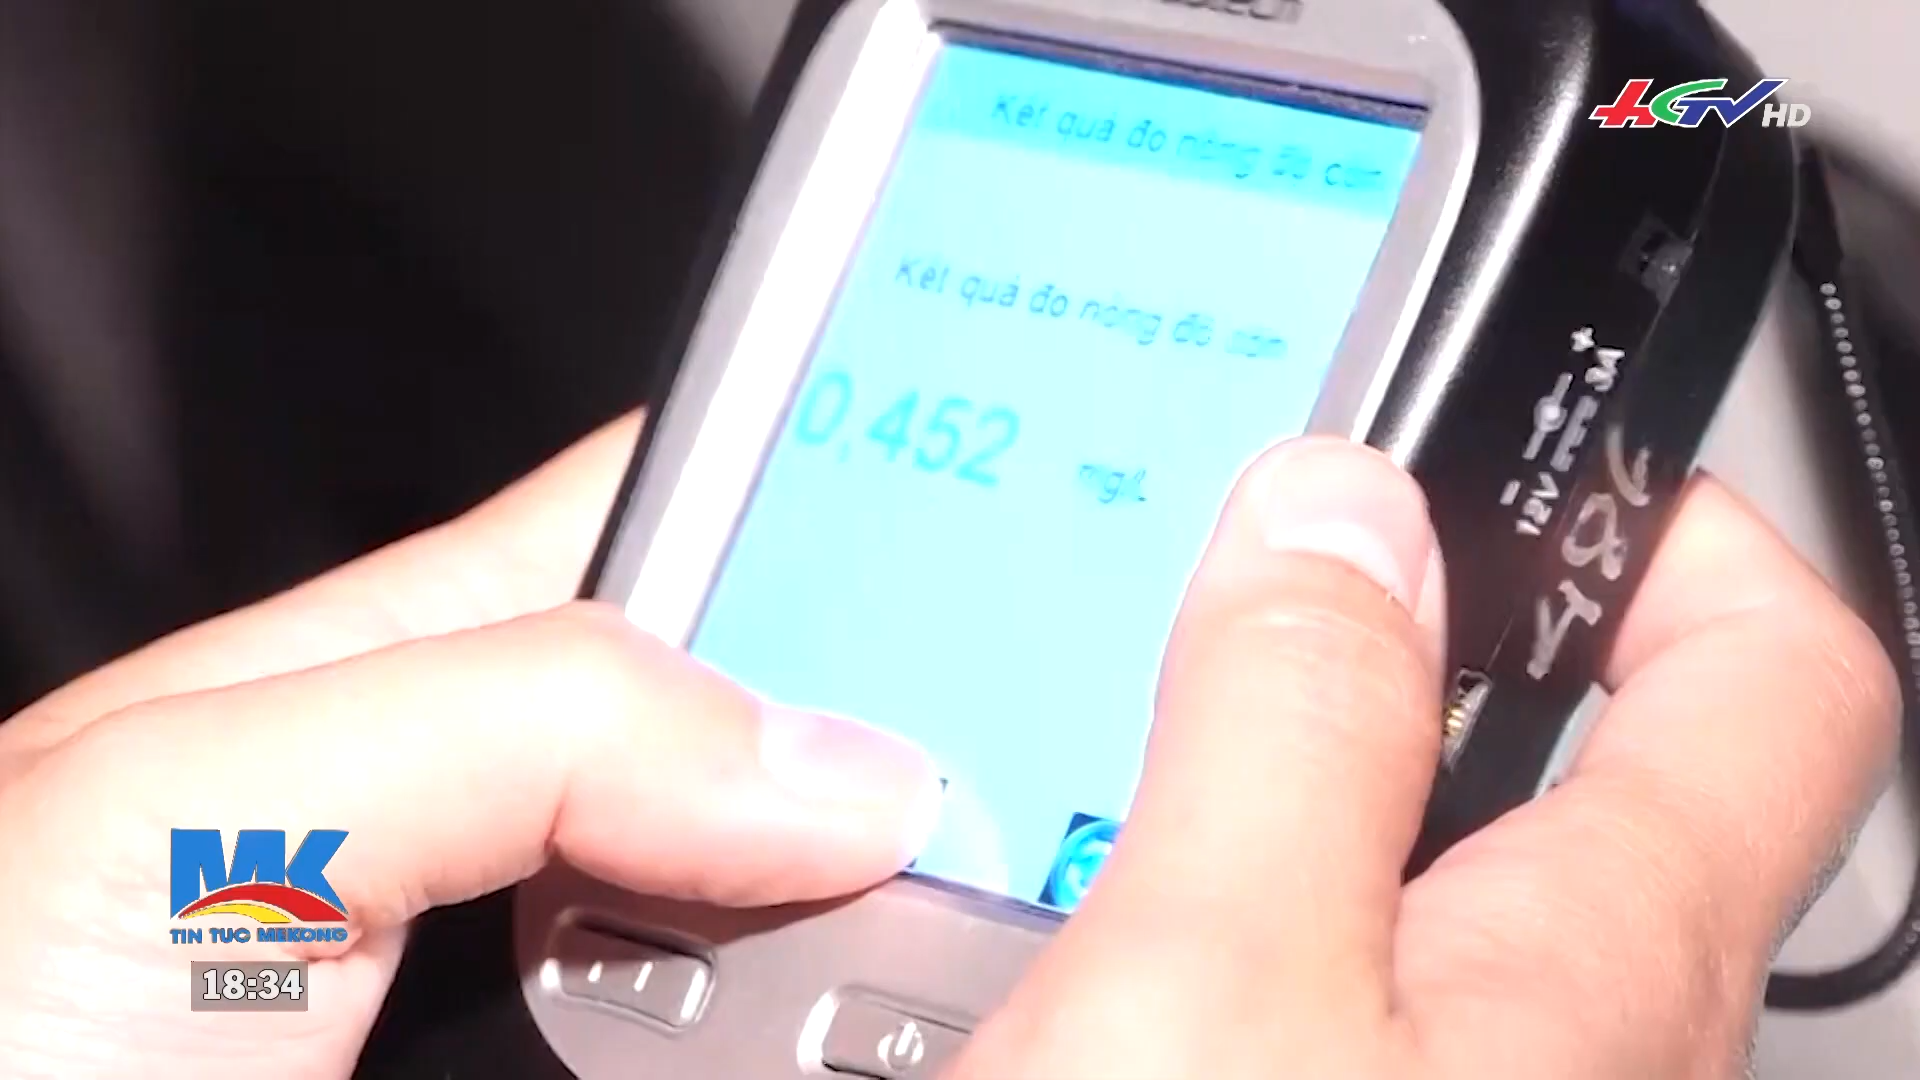 HGTV HD
Kết quả đo nồng độ cồn
Kết quả đo nồng độ cồn
0.452 mg/L
12V
MK
TIN TUC MEKONG
18:34